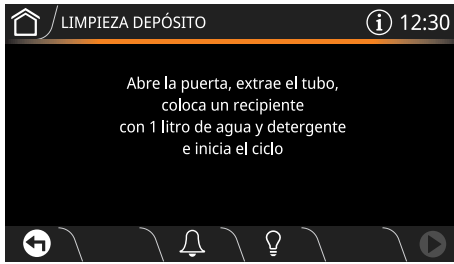 LIMPIEZA DEPÓSITO
i 12:30
Abre la puerta, extrae el tubo,
coloca un recipiente
con 1 litro de agua y detergente
e inicia el ciclo